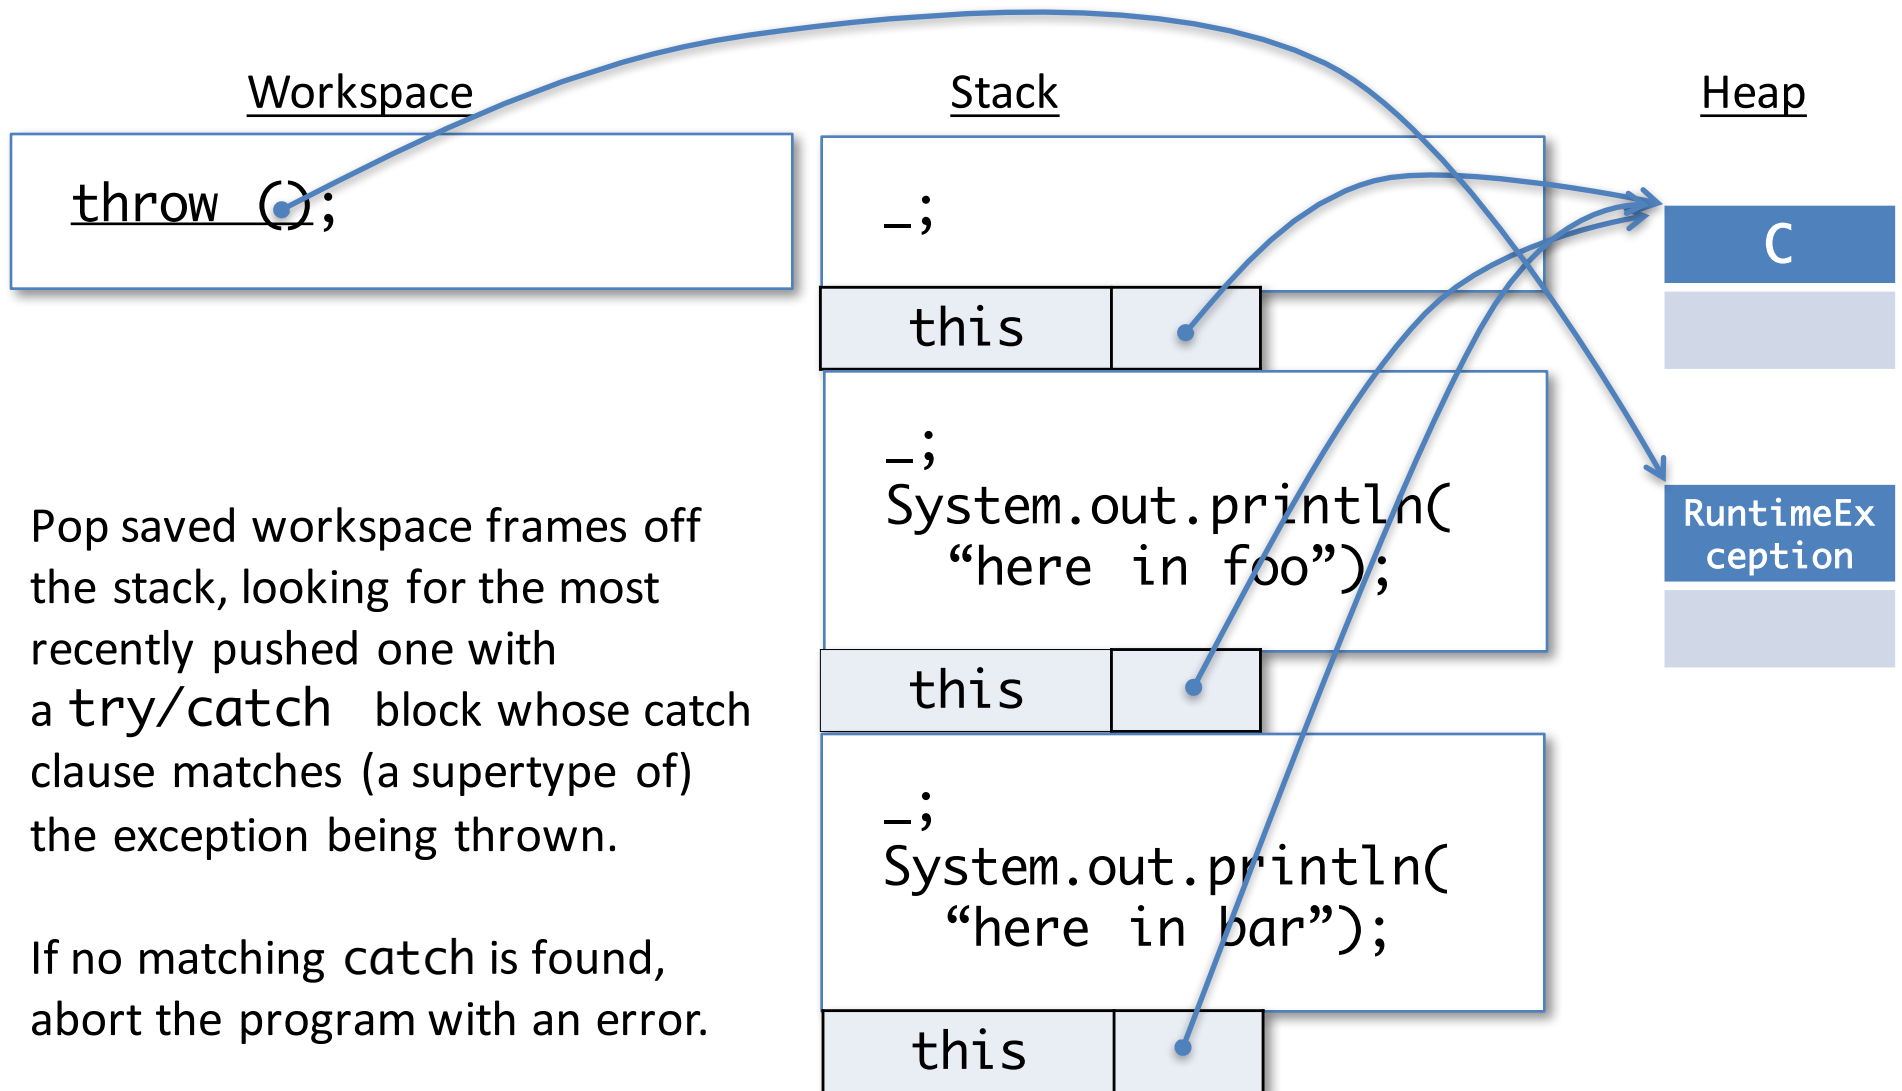 Workspace
throw ();
Pop saved workspace frames off
the stack, looking for the most
recently pushed one with
a try/catch block whose catch
clause matches (a supertype of)
the exception being thrown.
If no matching catch is found,
abort the program with an error.
Stack
_;
this
_;
System.out.println(
“here in foo”);
this
_;
System.out.println(
“here in bar”);
this
Heap
C
RuntimeEx
ception